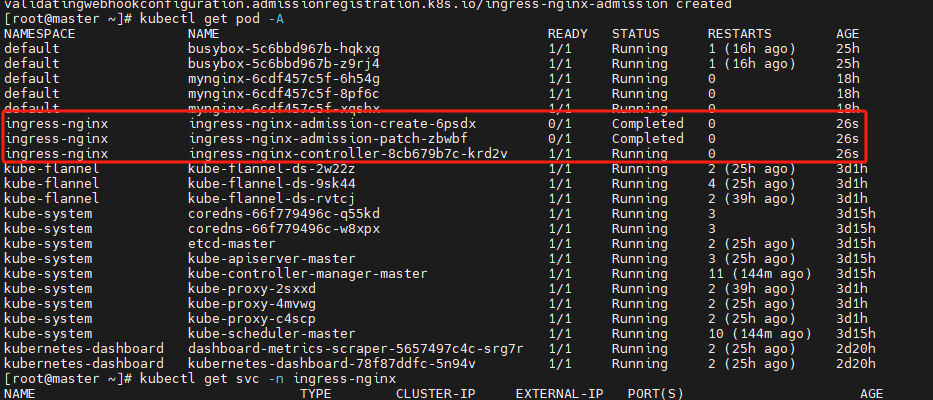 validatingwebhookconfiguration.admissionregistration.k8s.io/ingress-nginx-admission created
[root@master ~]# kubectl get pod -A
NAMESPACE NAME READY STATUS RESTARTS AGE
default busybox-5c6bbd967b-hqkxg 1/1 Running 1 (16h ago) 25h
default busybox-5c6bbd967b-z9rj4 1/1 Running 1 (16h ago) 25h
default mynginx-6cdf457c5f-6h54g 1/1 Running 0 18h
default mynginx-6cdf457c5f-8pf6c 1/1 Running 0 18h
default mynginx-6cdf457c5f-xqshx 1/1 Running 0 18h
ingress-nginx ingress-nginx-admission-create-6psdx 0/1 Completed 0 26s
ingress-nginx ingress-nginx-admission-patch-zbwbf 0/1 Completed 0 26s
ingress-nginx ingress-nginx-controller-8cb679b7c-krd2v 1/1 Running 0 26s
kube-flannel kube-flannel-ds-2w22z 1/1 Running 2 (25h ago) 3d1h
kube-flannel kube-flannel-ds-9sk44 1/1 Running 4 (25h ago) 3d1h
kube-flannel kube-flannel-ds-rvtcj 1/1 Running 2 (39h ago) 3d1h
kube-system coredns-66f779496c-q55kd 1/1 Running 3 3d15h
kube-system coredns-66f779496c-w8xpx 1/1 Running 3 3d15h
kube-system etcd-master 1/1 Running 2 (25h ago) 3d15h
kube-system kube-apiserver-master 1/1 Running 3 (25h ago) 3d15h
kube-system kube-controller-manager-master 1/1 Running 11 (144m ago) 3d15h
kube-system kube-proxy-2sxxd 1/1 Running 2 (39h ago) 3d1h
kube-system kube-proxy-4mvwg 1/1 Running 2 (25h ago) 3d1h
kube-system kube-proxy-c4scp 1/1 Running 2 (25h ago) 3d1h
kube-system kube-scheduler-master 1/1 Running 10 (144m ago) 3d15h
kubernetes-dashboard dashboard-metrics-scraper-5657497c4c-srg7r 1/1 Running 2 (25h ago) 2d20h
kubernetes-dashboard kubernetes-dashboard-78f87ddfc-5n94v 1/1 Running 2 (25h ago) 2d20h
[root@master ~]# kubectl get svc -n ingress-nginx
NAME TYPE CLUSTER-IP EXTERNAL-IP PORT(S) AGE